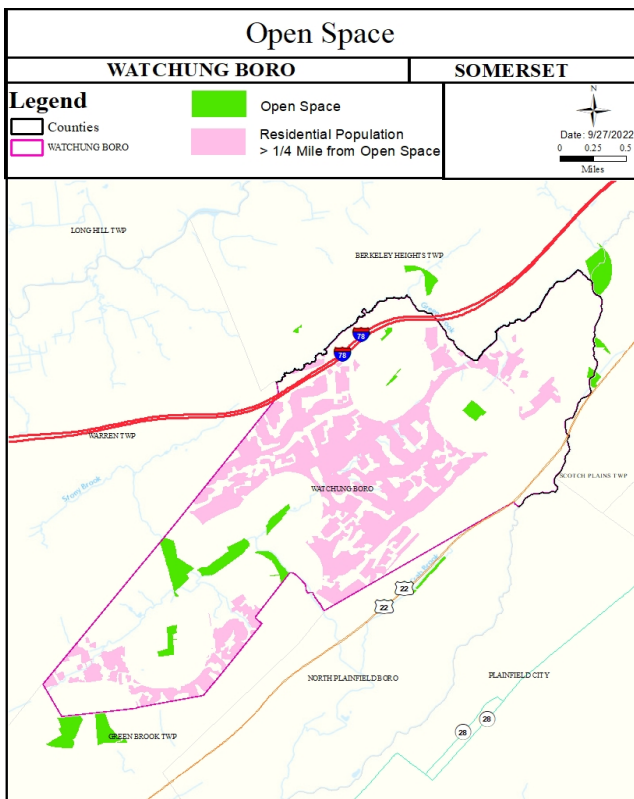 Open Space
WATCHUNG BORO
SOMERSET
Legend
Counties
WATCHUNG BORO
Open Space
Residential Population
> 1/4 Mile from Open Space
N
Date: 9/27/2022
0 0.25 0.5
Miles
LONG HILL TWP
BERKELEY HEIGHTS TWP
78
78
WARREN TWP
SCOTCH PLAINS TWP
Stony Brook
WATCHUNG BORO
22
22
NORTH PLAINFIELD BORO
PLAINFIELD CITY
28
28
GREEN BROOK TWP